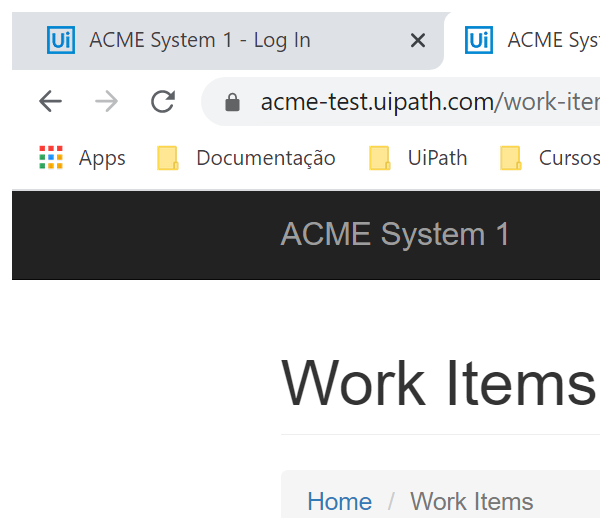 Ui ACME System 1 - Log In Ui ACME Sys
acme-test.uipath.com/work-iten
Apps Documentação UiPath Cursos
ACME System 1
Work Items
Home / Work Items